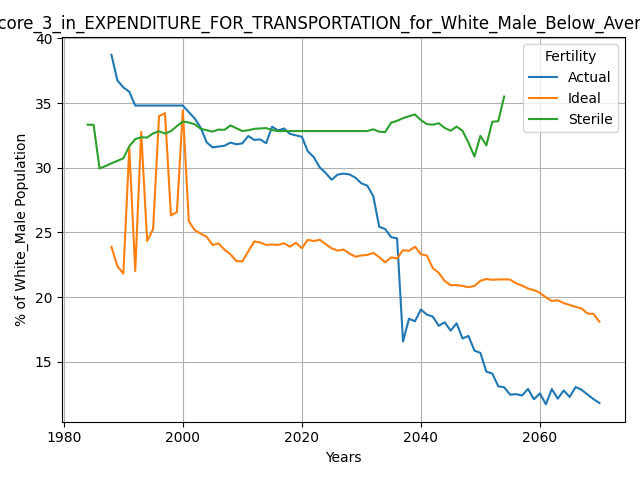 core_3_in_EXPENDITURE_FOR_TRANSPORTATION_for_White_Male_Below_Aver
Fertility
Actual
Ideal
Sterile
% of White_Male Population
40
35
30
25
20
15
1980
2000
2020
2040
2060
Years